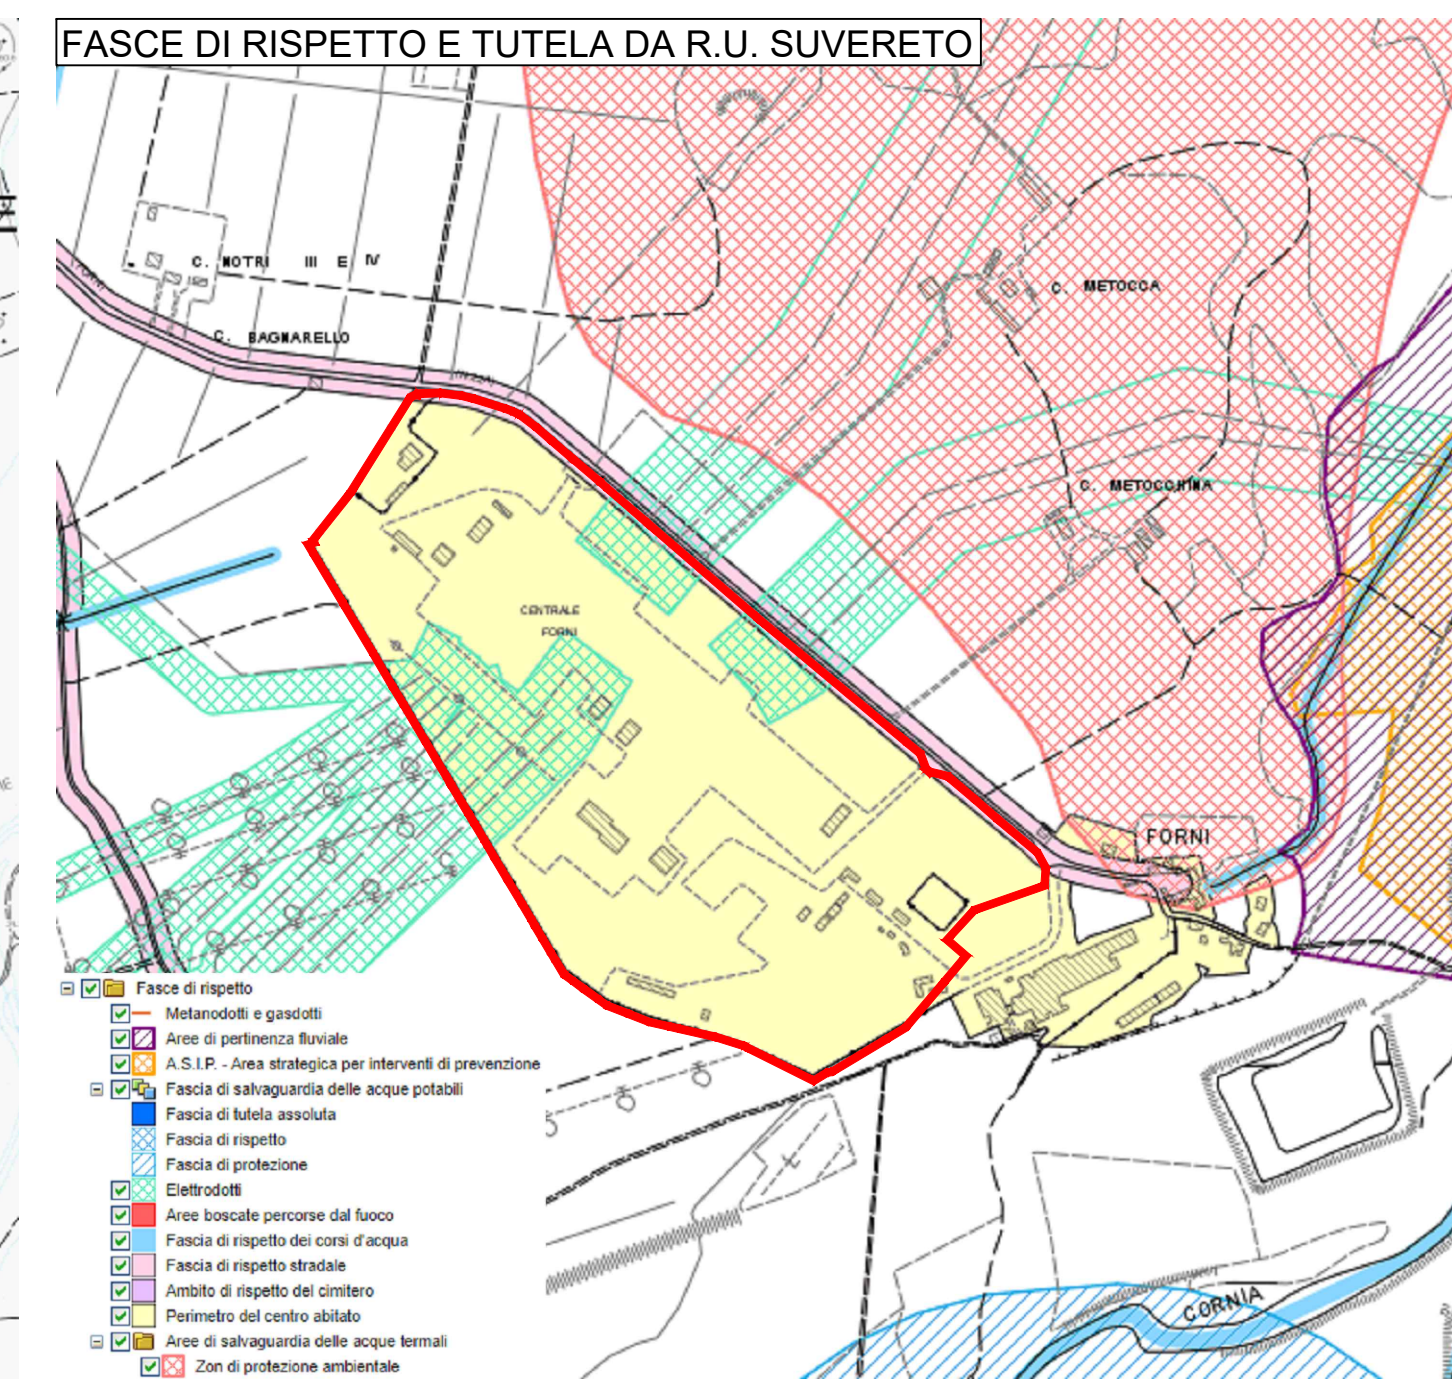 FASCE DI RISPETTO E TUTELA DA R.U. SUVERETO
C. NOTRI III E IV
C. BAGNARELLO
C. METOCCA
C. METOCCHINA
CENTRALE
FORNI
FORNI
CORNIA
Fasce di rispetto
Metanodotti e gasdotti
Aree di pertinenza fluviale
A.S.I.P. - Area strategica per interventi di prevenzione
Fascia di salvaguardia delle acque potabili
Fascia di tutela assoluta
Fascia di rispetto
Fascia di protezione
Elettrodotti
Aree boscate percorse dal fuoco
Fascia di rispetto dei corsi d'acqua
Fascia di rispetto stradale
Ambito di rispetto del cimitero
Perimetro del centro abitato
Aree di salvaguardia delle acque termali
Zon di protezione ambientale